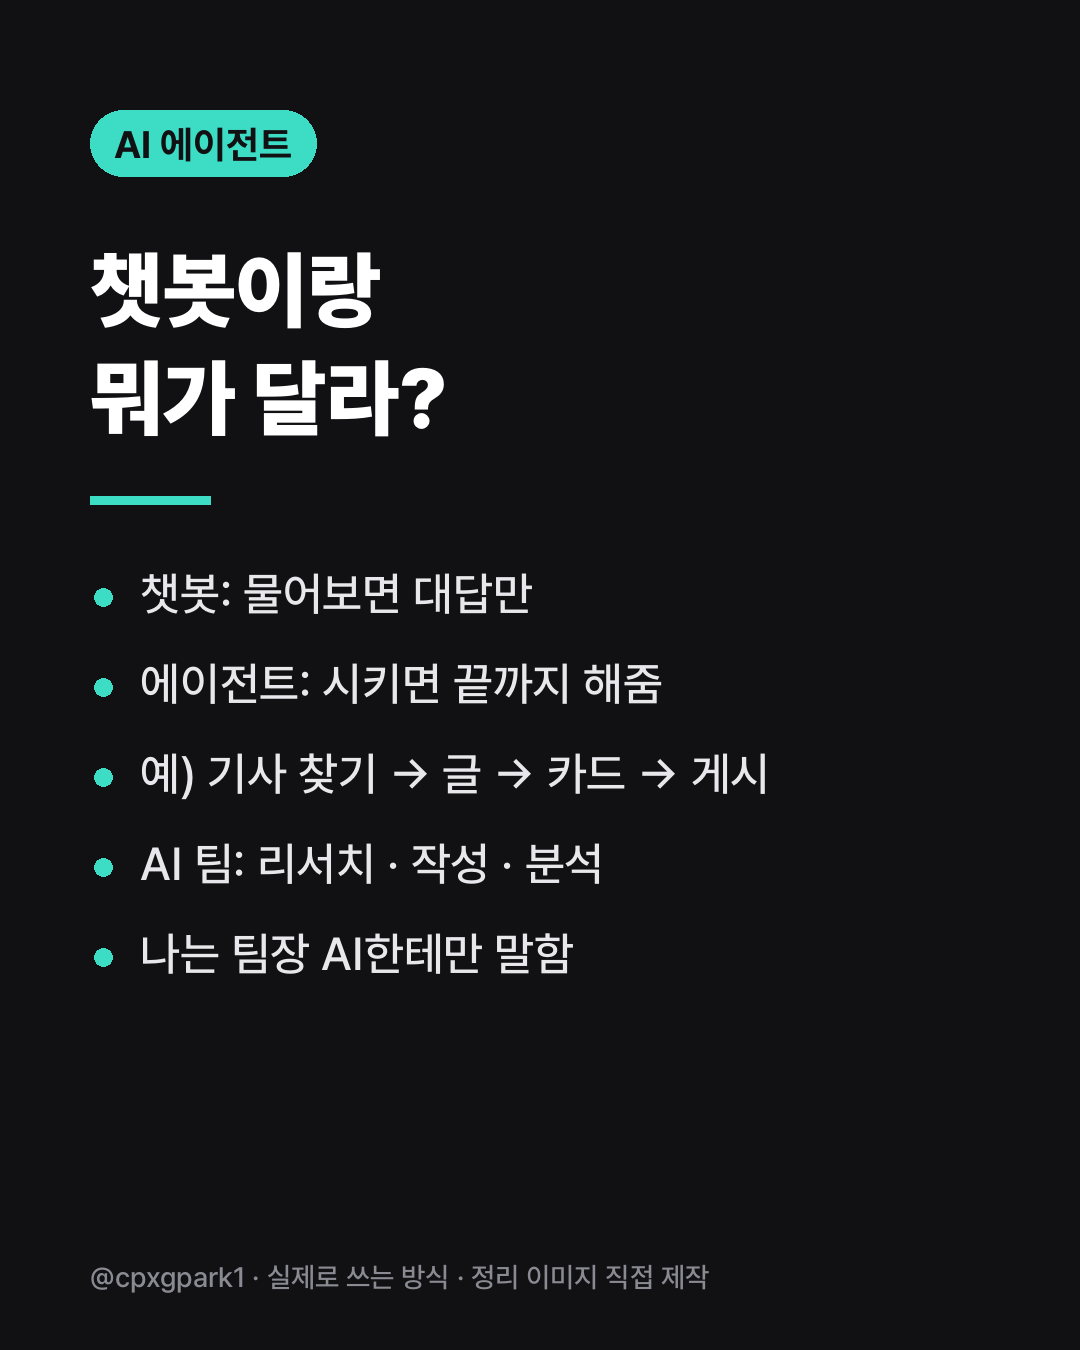 AI 에이전트
챗봇이랑
뭐가 달라?
챗봇: 물어보면 대답만
에이전트: 시키면 끝까지 해줌
예) 기사 찾기 → 글 → 카드 → 게시
AI 팀: 리서치 · 작성 · 분석
나는 팀장 AI한테만 말함
@cpxgpark1 · 실제로 쓰는 방식 · 정리 이미지 직접 제작